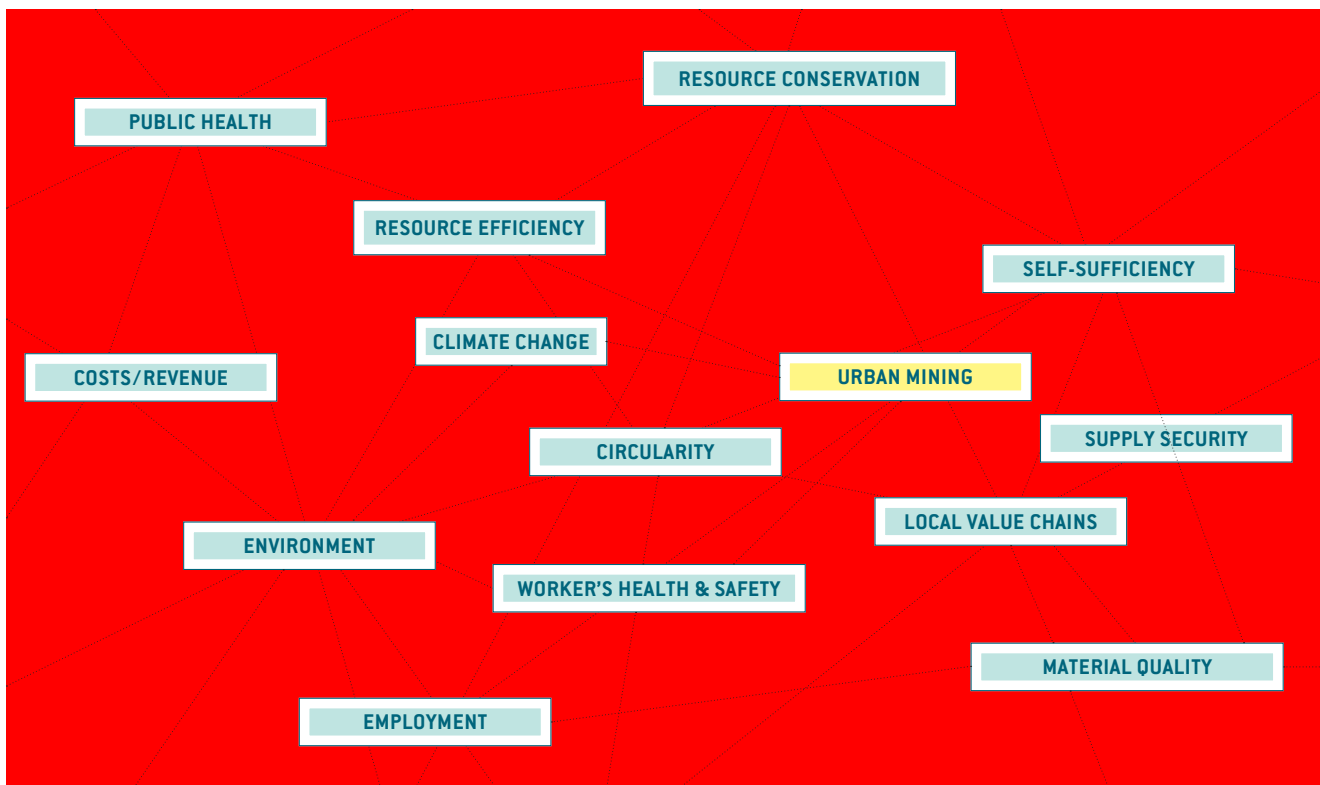 RESOURCE CONSERVATION
PUBLIC HEALTH
RESOURCE EFFICIENCY
SELF-SUFFICIENCY
CLIMATE CHANGE
COSTS/REVENUE
URBAN MINING
SUPPLY SECURITY
CIRCULARITY
LOCAL VALUE CHAINS
ENVIRONMENT
WORKER'S HEALTH & SAFETY
MATERIAL QUALITY
EMPLOYMENT